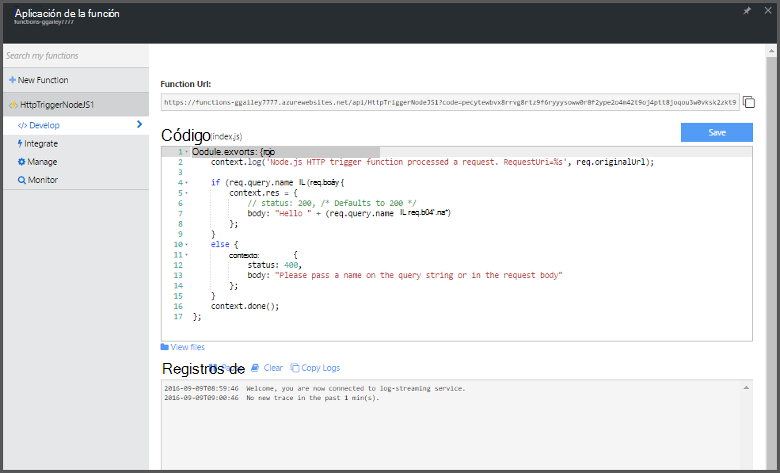 Aplicación de la función
functions-ggailey7777
Search my functions
New Function
HttpTriggerNodeJS1
</> Develop
Integrate
Manage
Monitor
Function Url:
https://functions-ggailey7777.azurewebsites.net/api/HttpTriggerNodeJS1?code=pecytewbvx8rrvg8rtz9f6ryyysoww0r8f2ype2o4m42t9oj4ptt8joqou3w0vksk2zkt9
Código(index.js)
Save
1 Oodule.exvorts: {rojo
2 context.log('Node.js HTTP trigger function processed a request. RequestUri=%s', req.originalUrl);
3
4 if (req.query.name IL (req.body {
5 context.res = {
6 // status: 200, /* Defaults to 200 */
7 body: "Hello " + (req.query.name IL req.b04'.na")
8 };
9 }
10 else {
11 contexto: {
12 status: 400,
13 body: "Please pass a name on the query string or in the request body"
14 };
15 }
16 context.done();
17 };
View files
Registros de
Clear
Copy Logs
2016-09-09T08:59:46 Welcome, you are now connected to log-streaming service.
2016-09-09T09:00:46 No new trace in the past 1 min(s).